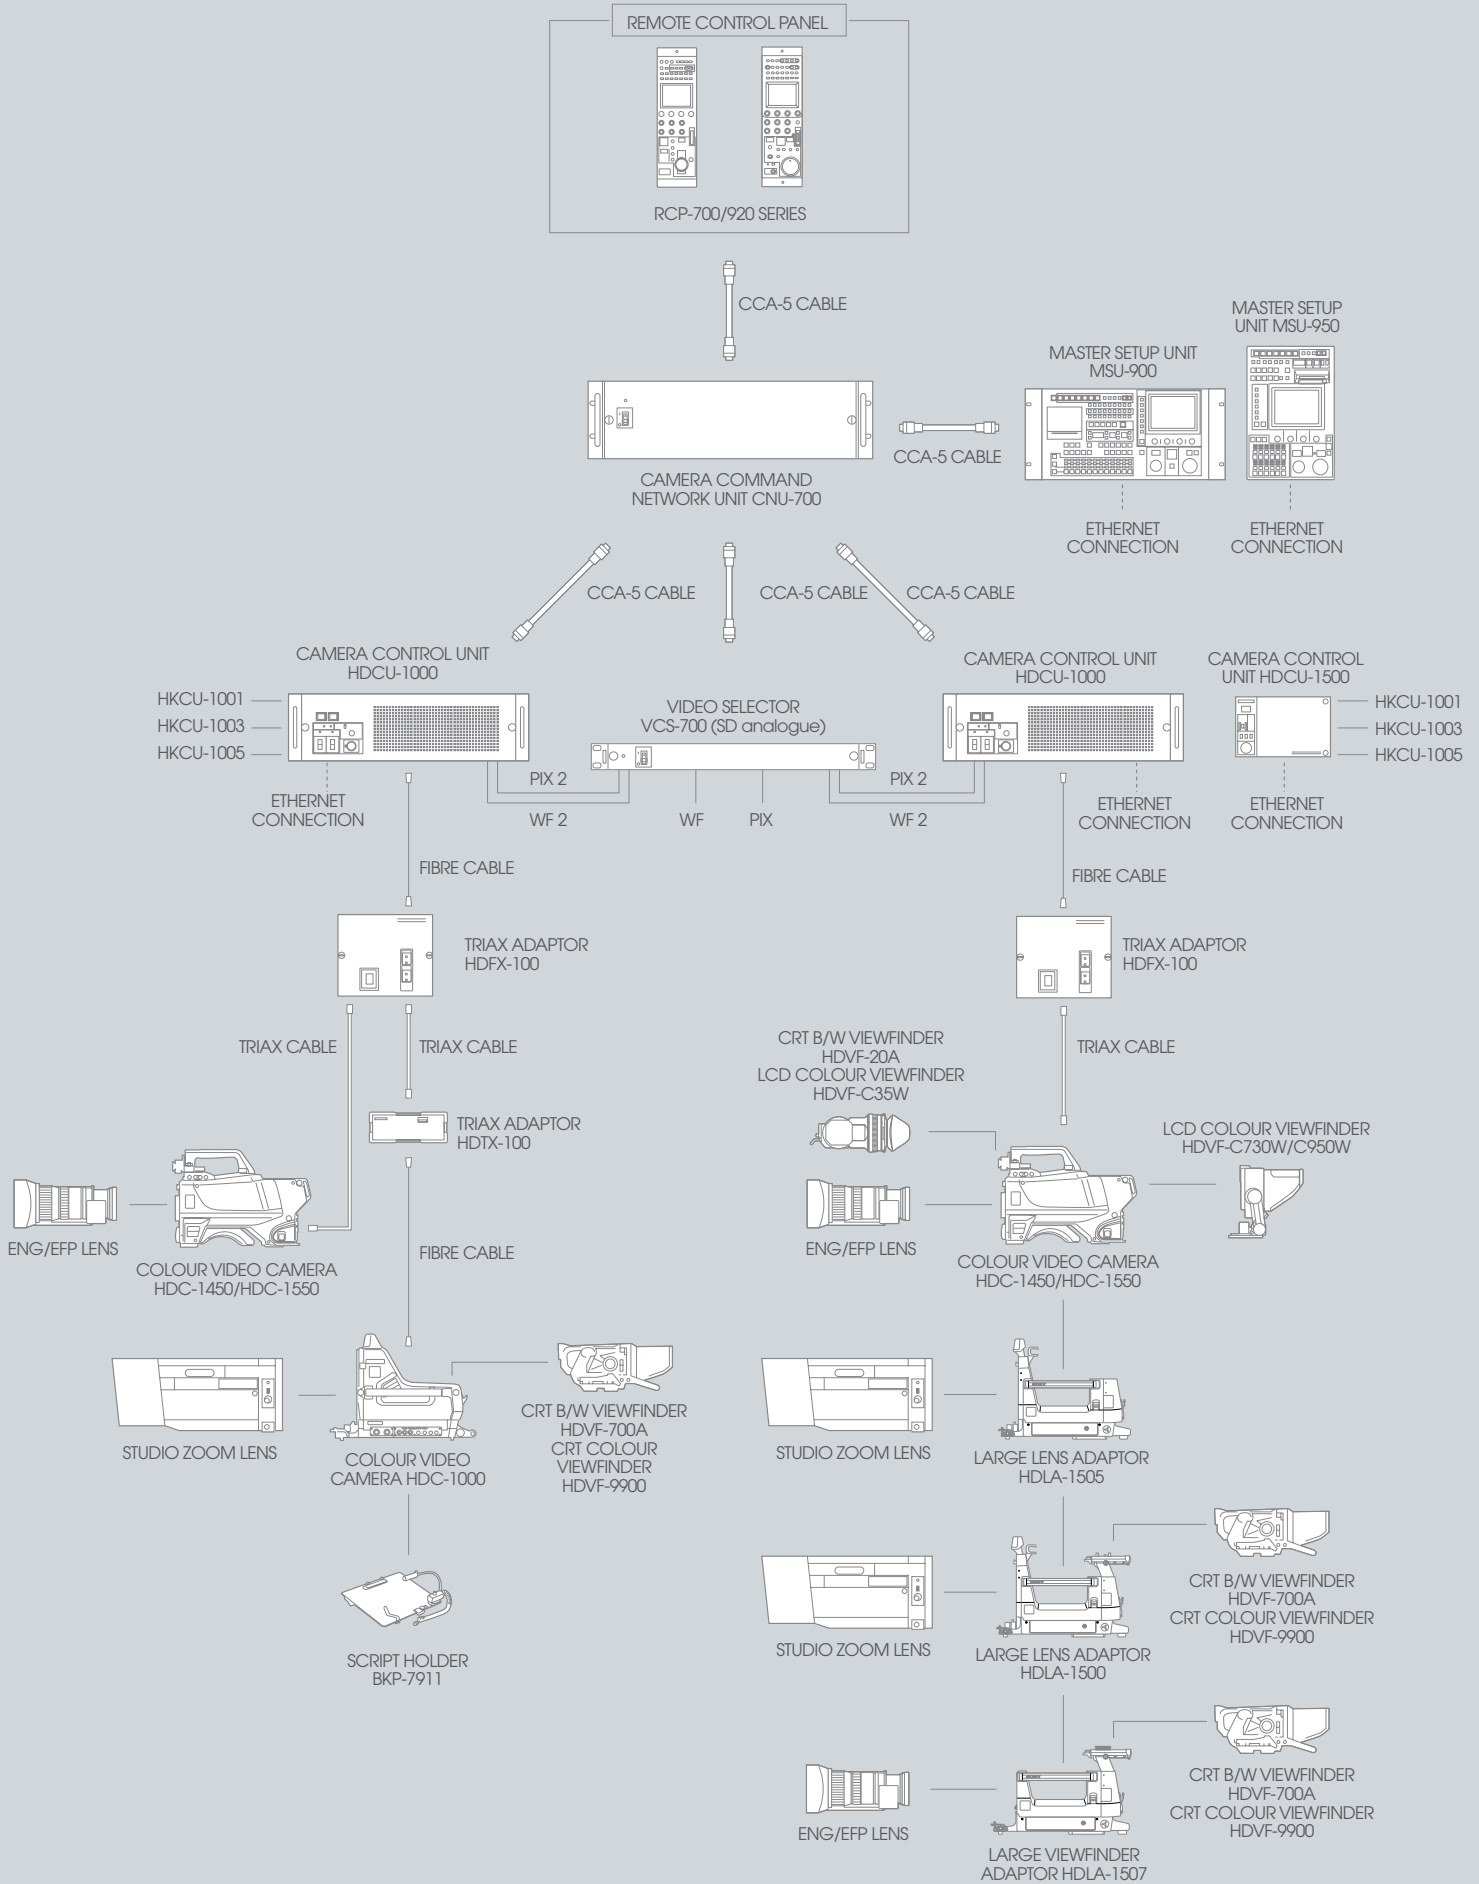 REMOTE CONTROL PANEL
RCP-700/920 SERIES
CCA-5 CABLE
MASTER SETUP
UNIT MSU-950
MASTER SETUP UNIT
MSU-900
CCA-5 CABLE
CAMERA COMMAND
NETWORK UNIT CNU-700
ETHERNET
CONNECTION
ETHERNET
CONNECTION
CCA-5 CABLE
CCA-5 CABLE
CCA-5 CABLE
CAMERA CONTROL UNIT
HDCU-1000
CAMERA CONTROL UNIT
HDCU-1000
CAMERA CONTROL
UNIT HDCU-1500
HKCU-1001
HKCU-1003
HKCU-1005
VIDEO SELECTOR
VCS-700 (SD analogue)
HKCU-1001
HKCU-1003
HKCU-1005
PIX 2
PIX 2
ETHERNET
CONNECTION
WF 2
WF
PIX
WF 2
ETHERNET
CONNECTION
ETHERNET
CONNECTION
FIBRE CABLE
FIBRE CABLE
TRIAX ADAPTOR
HDFX-100
TRIAX ADAPTOR
HDFX-100
TRIAX CABLE
TRIAX CABLE
CRT B/W VIEWFINDER
HDVF-20A
LCD COLOUR VIEWFINDER
HDVF-C35W
TRIAX CABLE
TRIAX ADAPTOR
HDTX-100
LCD COLOUR VIEWFINDER
HDVF-C730W/C950W
ENG/EFP LENS
FIBRE CABLE
ENG/EFP LENS
COLOUR VIDEO CAMERA
HDC-1450/HDC-1550
COLOUR VIDEO CAMERA
HDC-1450/HDC-1550
CRT B/W VIEWFINDER
HDVF-700A
CRT COLOUR
VIEWFINDER
HDVF-9900
STUDIO ZOOM LENS
COLOUR VIDEO
CAMERA HDC-1000
STUDIO ZOOM LENS
LARGE LENS ADAPTOR
HDLA-1505
SCRIPT HOLDER
BKP-7911
STUDIO ZOOM LENS
LARGE LENS ADAPTOR
HDLA-1500
CRT B/W VIEWFINDER
HDVF-700A
CRT COLOUR VIEWFINDER
HDVF-9900
ENG/EFP LENS
LARGE VIEWFINDER
ADAPTOR HDLA-1507
CRT B/W VIEWFINDER
HDVF-700A
CRT COLOUR VIEWFINDER
HDVF-9900